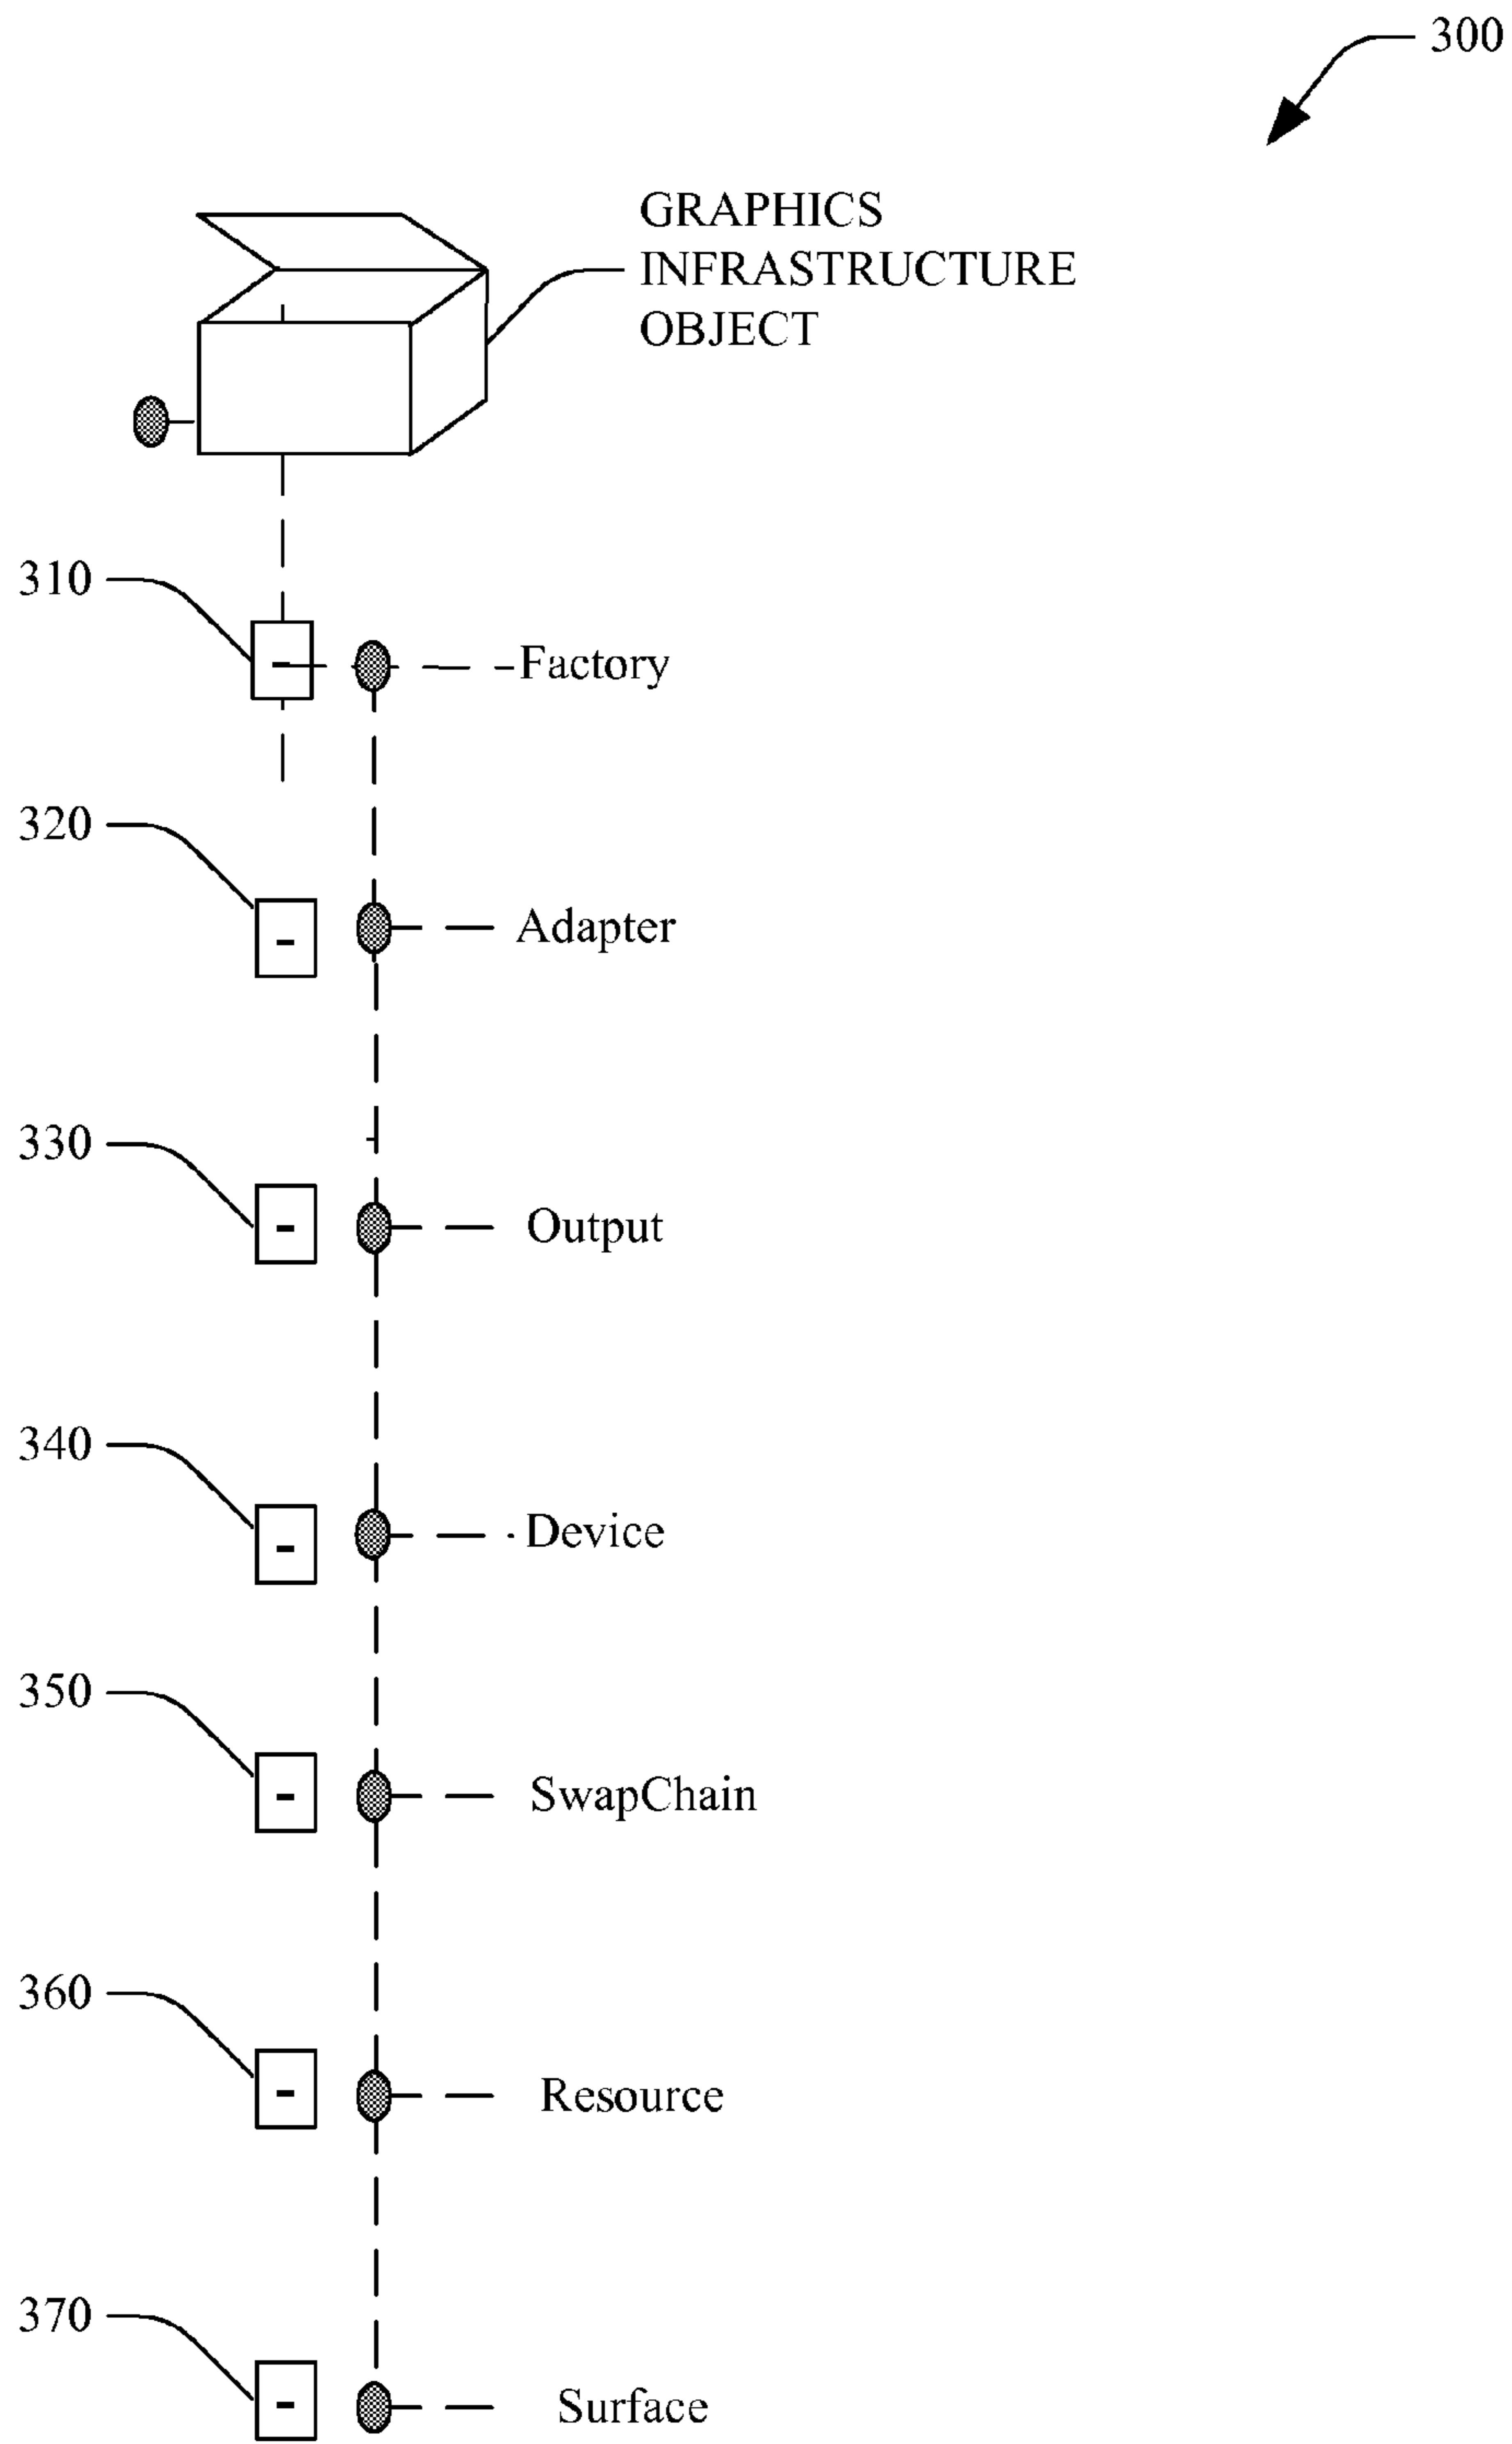 300
GRAPHICS
INFRASTRUCTURE
OBJECT
310
Factory
320
Adapter
330
Output
340
Device
350
SwapChain
360
Resource
370
Surface